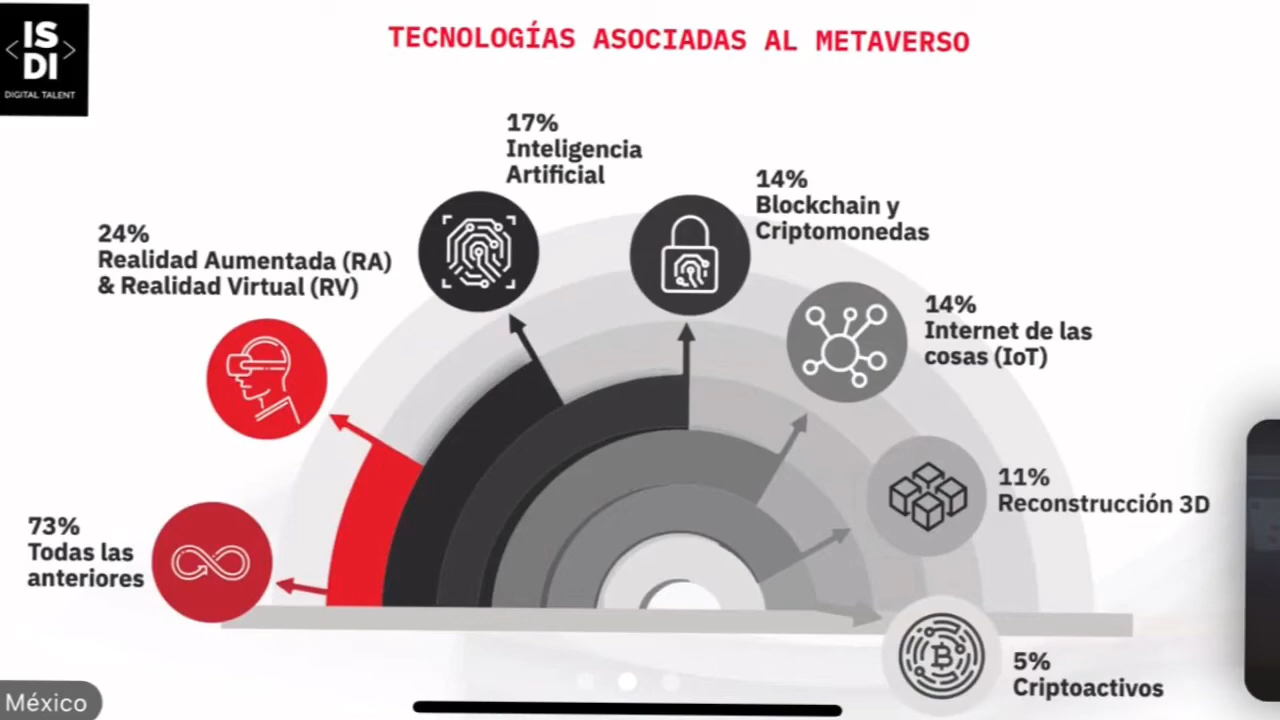 IS
DI
DIGITAL TALENT
TECNOLOGÍAS ASOCIADAS AL METAVERSO
17%
Inteligencia
Artificial
14%
Blockchain y
Criptomonedas
24%
Realidad Aumentada (RA)
& Realidad Virtual (RV)
14%
Internet de las
cosas (IoT)
11%
Reconstrucción 3D
73%
Todas las
anteriores
5%
Criptoactivos
México